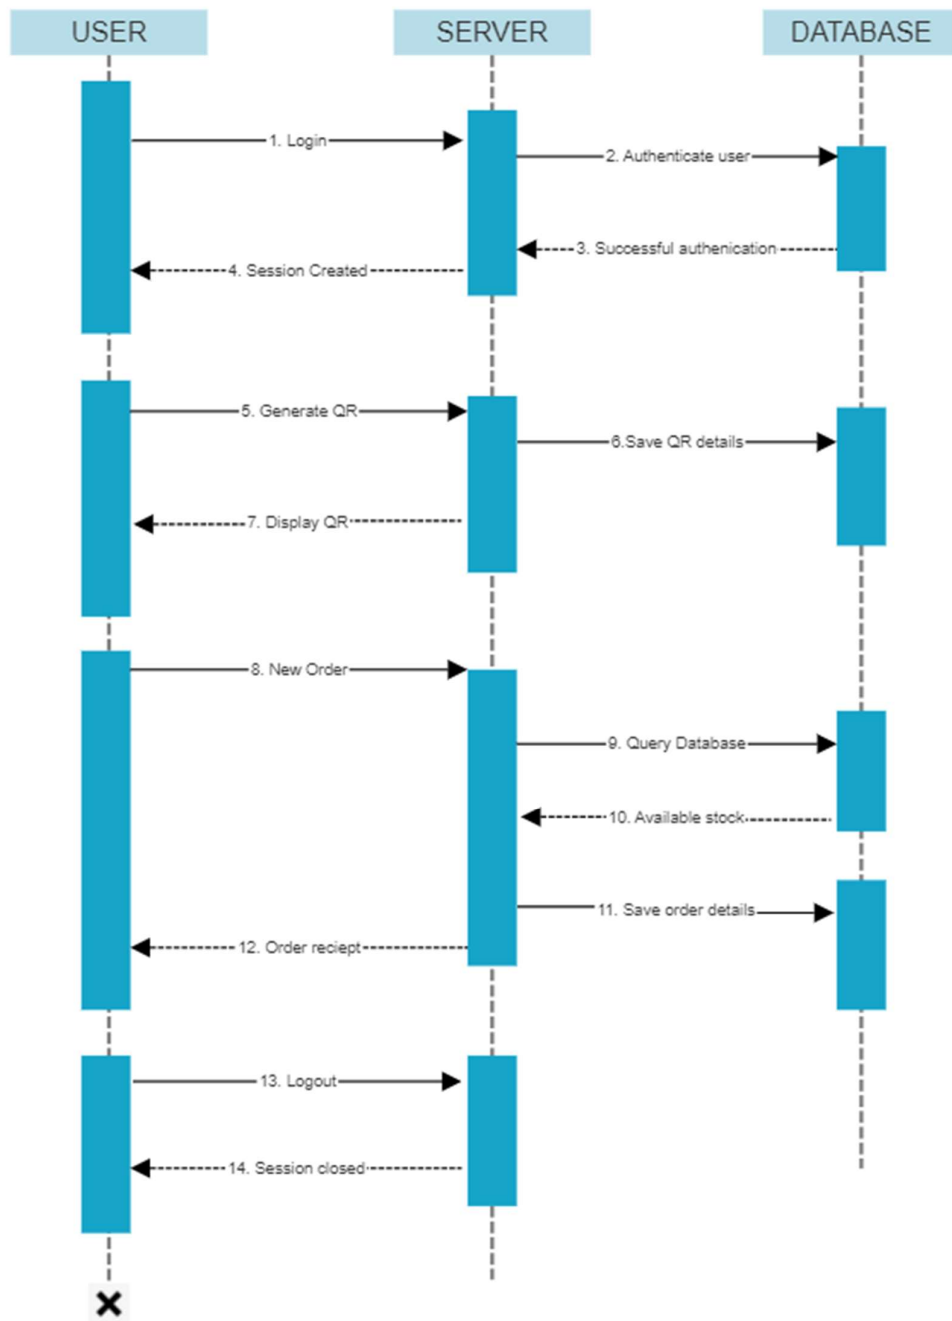 USER
SERVER
DATABASE
1. Login
2. Authenticate user
3. Successful authenication
4. Session Created
5. Generate QR
6.Save QR details
7. Display QR
8. New Order
9. Query Database
10. Available stock
11. Save order details
12. Order reciept
13. Logout
14. Session closed